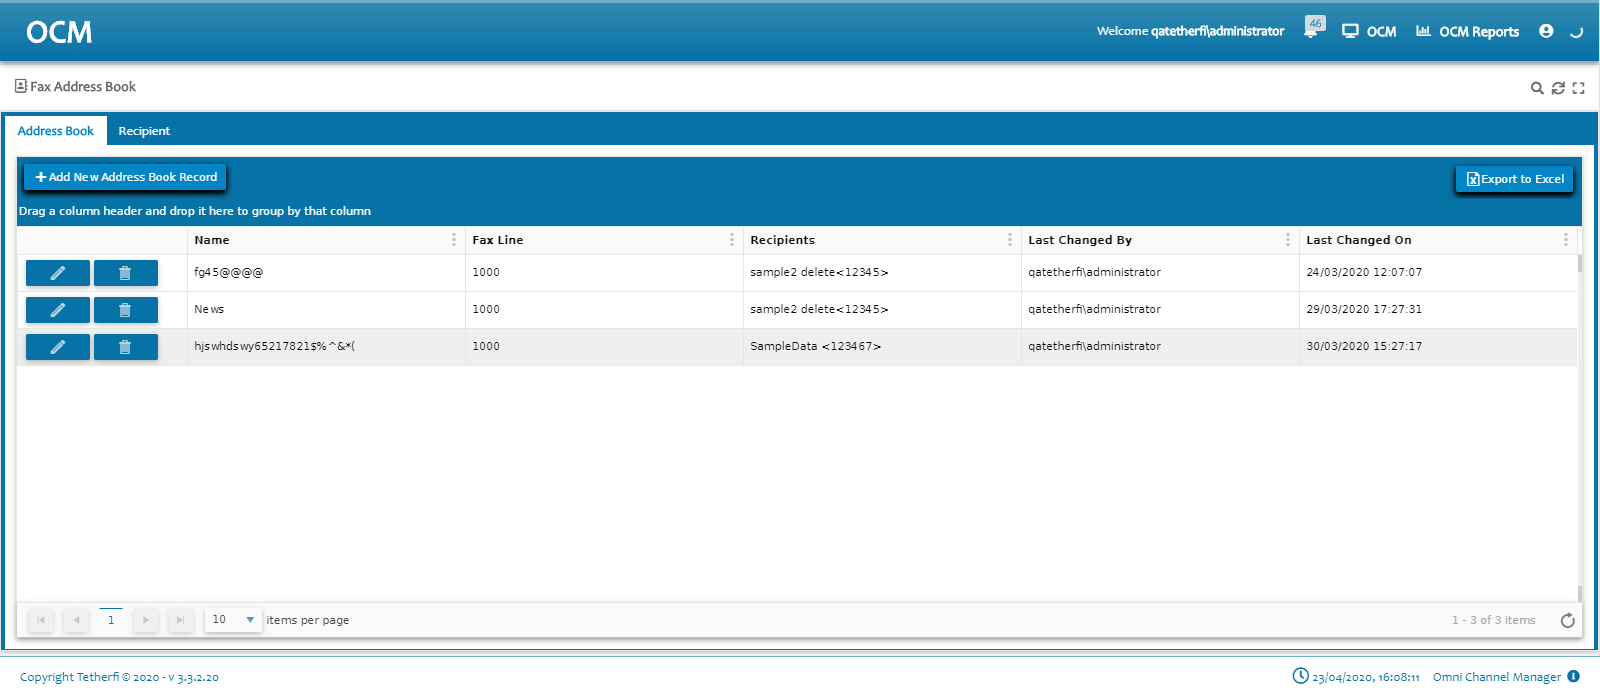 OCM
Welcome qatetherfi\administrator 46 OCM OCM Reports
Fax Address Book
Address Book Recipient
Add New Address Book Record Export to Excel
Drag a column header and drop it here to group by that column
Name Fax Line Recipients Last Changed By Last Changed On
fg45@@@@ 1000 sample2 delete<12345> qatetherfi\administrator 24/03/2020 12:07:07
News 1000 sample2 delete<12345> qatetherfi\administrator 29/03/2020 17:27:31
hjswhdswy65217821$%^&*( 1000 SampleData <123467> qatetherfi\administrator 30/03/2020 15:27:17
1 10 items per page 1 - 3 of 3 items
Copyright Tetherfi © 2020 - v 3.3.2.20 23/04/2020, 16:08:11 Omni Channel Manager